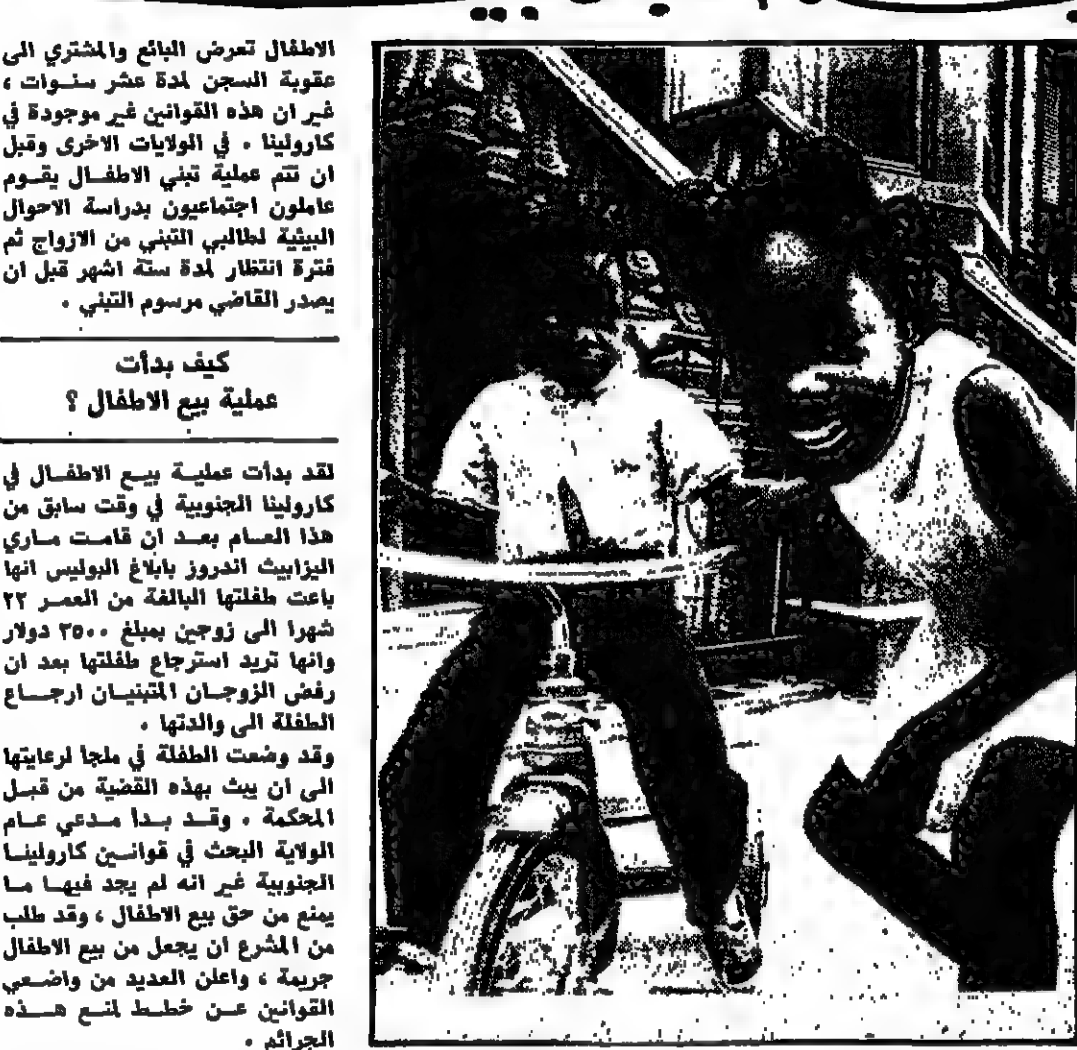 الاطفال تعرض البائع والمشتري الى
عقوبة السجن لمدة عشر سنوات ،
غير ان هذه القوانين غير موجودة في
كارولينا . في الولايات الاخرى وقبل
ان تتم عملية تبني الاطفال يقوم
عاملون اجتماعيون بدراسة الاحوال
البيئية لطالبي التبني من الازواج ثم
فترة انتظار لمدة ستة اشهر قبل ان
يصدر القاضي مرسوم التبني .
كيف بدأت
عملية بيع الاطفال ؟
لقد بدأت عملية بيع الاطفال في
كارولينا الجنوبية في وقت سابق من
هذا العام بعد ان قامت ماري
اليزابيث اندروز بابلاغ البوليس انها
باعت طفلتها البالغة من العمر ٢٢
شهرا الى زوجين بمبلغ ٢٥٠٠ دولار
وانها تريد استرجاع طفلتها بعد ان
رفض الزوجان المتبنيان ارجاع
الطفلة الى والدتها .
وقد وضعت الطفلة في ملجا لرعايتها
الى ان يبث بهذه القضية من قبل
المحكمة . وقد بدأ مدعي عام
الولاية البحث في قوانين كارولينا
الجنوبية غير انه لم يجد فيها ما
يمنع من حق بيع الاطفال ، وقد طلب
من المشرع ان يجعل من بيع الاطفال
جريمة ، واعلن العديد من واضعي
القوانين عن خطط لمنع هذه
الجرائم .